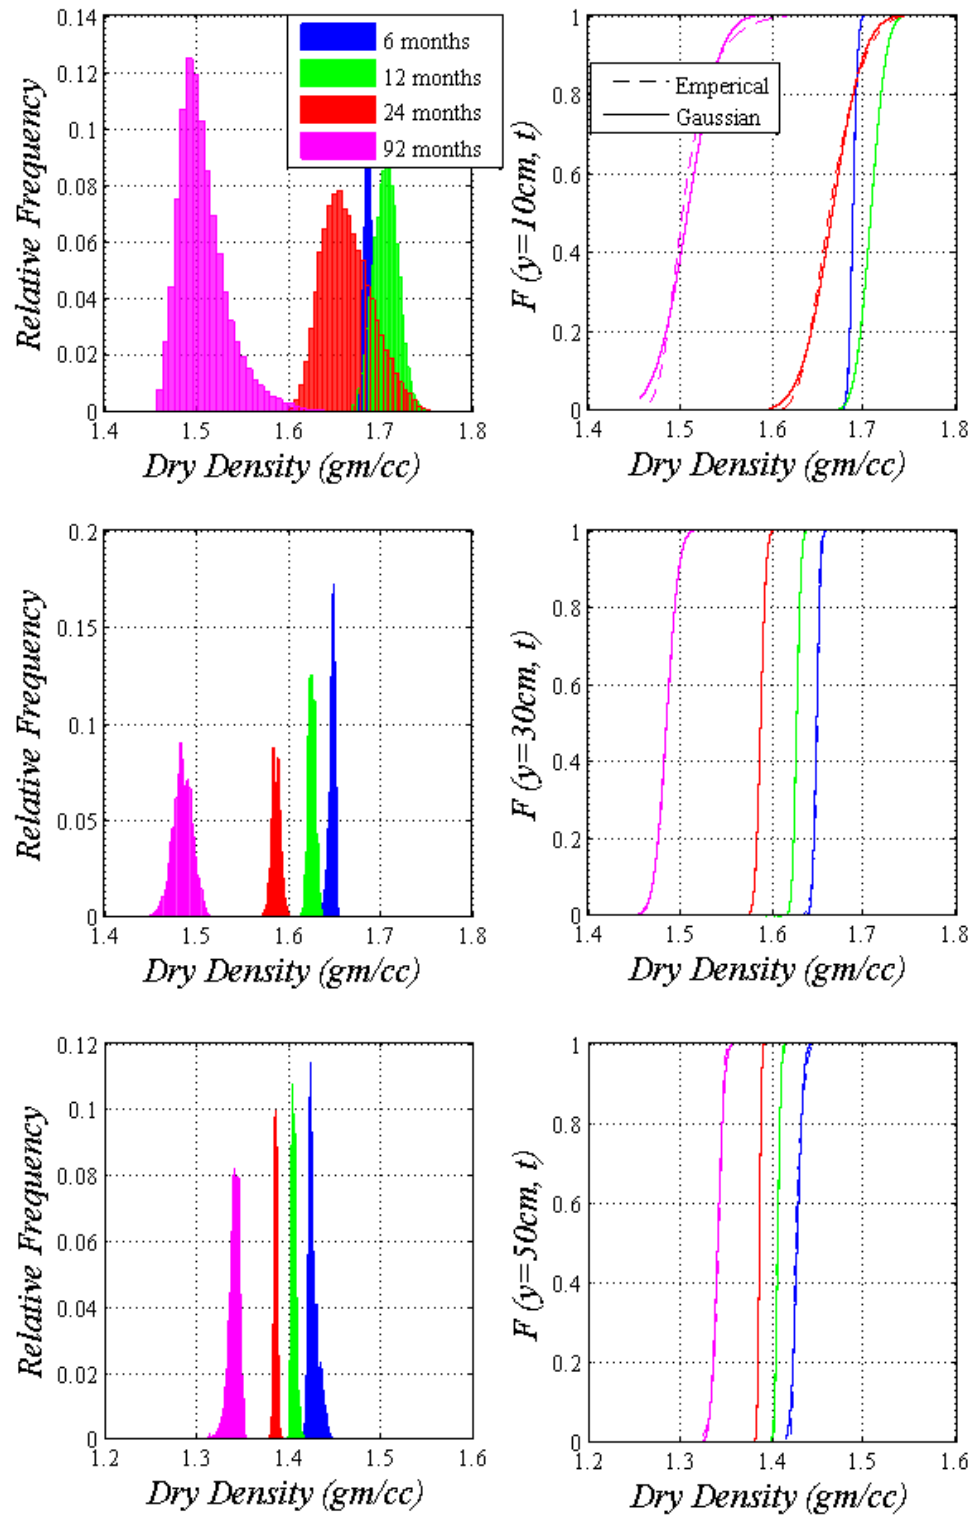 0.14
0.12
0.1
0.08
0.06
0.04
0.02
0
1.4 1.5 1.6 1.7 1.8
Relative Frequency
Dry Density (gm/cc)
6 months
12 months
24 months
92 months
1
0.8
0.6
0.4
0.2
0
1.4 1.5 1.6 1.7 1.8
F (y=10cm, t)
Dry Density (gm/cc)
Emperical
Gaussian
0.2
0.15
0.1
0.05
0
1.4 1.5 1.6 1.7 1.8
Relative Frequency
Dry Density (gm/cc)
1
0.8
0.6
0.4
0.2
0
1.4 1.5 1.6 1.7 1.8
F (y=30cm, t)
Dry Density (gm/cc)
0.12
0.1
0.08
0.06
0.04
0.02
0
1.2 1.3 1.4 1.5 1.6
Relative Frequency
Dry Density (gm/cc)
1
0.8
0.6
0.4
0.2
0
1.2 1.3 1.4 1.5 1.6
F (y=50cm, t)
Dry Density (gm/cc)